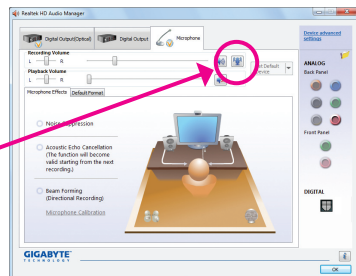 Realtek HD Audio Manager
Digital Output(Optical)
Digital Output
Microphone
Device advanced
settings
Recording Volume
L
R
Set Default
Device
Playback Volume
L
R
ANALOG
Back Panel
Microphone Effects
Default Format
Noise Suppression
Acoustic Echo Cancellation
(The function will become
valid starting from the next
recording.)
Front Panel
Beam Forming
(Directional Recording)
Microphone Calibration
DIGITAL
GIGABYTE
TECHNOLOGY
i
OK